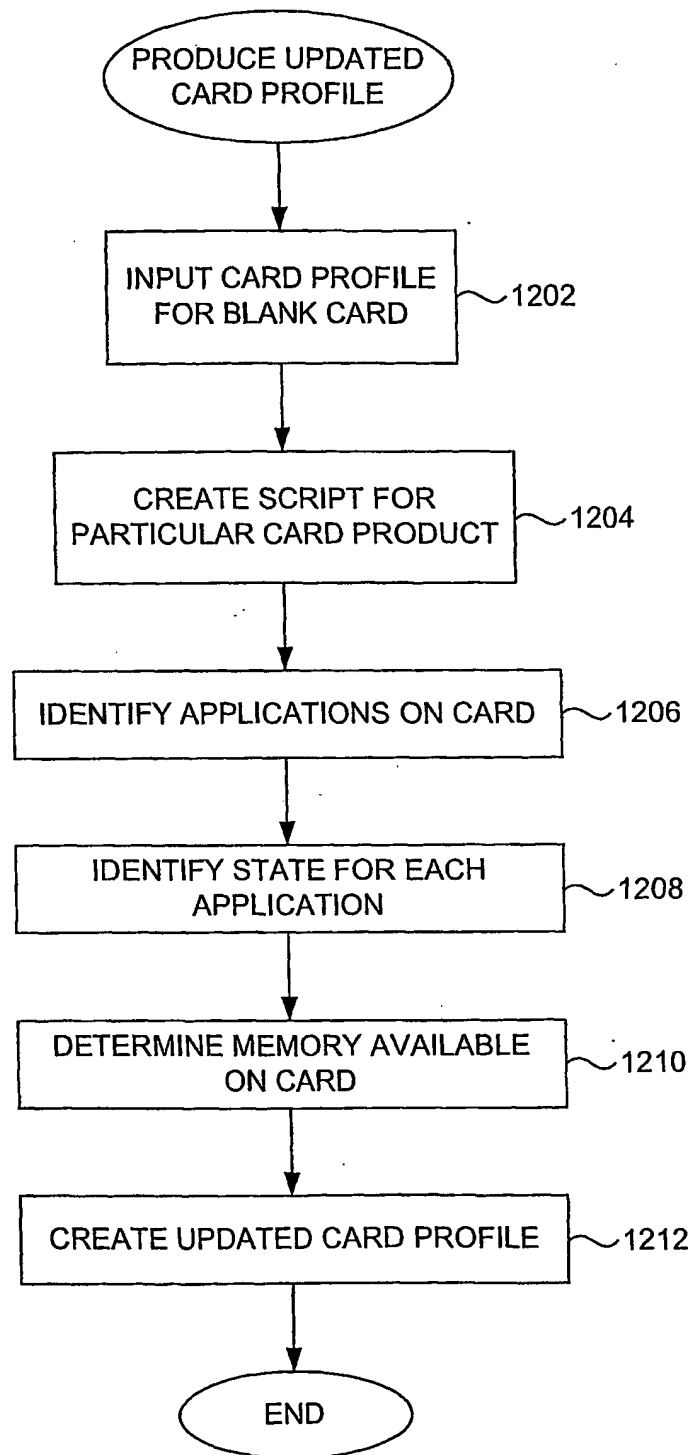 PRODUCE UPDATED
CARD PROFILE
INPUT CARD PROFILE
FOR BLANK CARD
1202
CREATE SCRIPT FOR
PARTICULAR CARD PRODUCT
1204
IDENTIFY APPLICATIONS ON CARD
1206
IDENTIFY STATE FOR EACH
APPLICATION
1208
DETERMINE MEMORY AVAILABLE
ON CARD
1210
CREATE UPDATED CARD PROFILE
1212
END